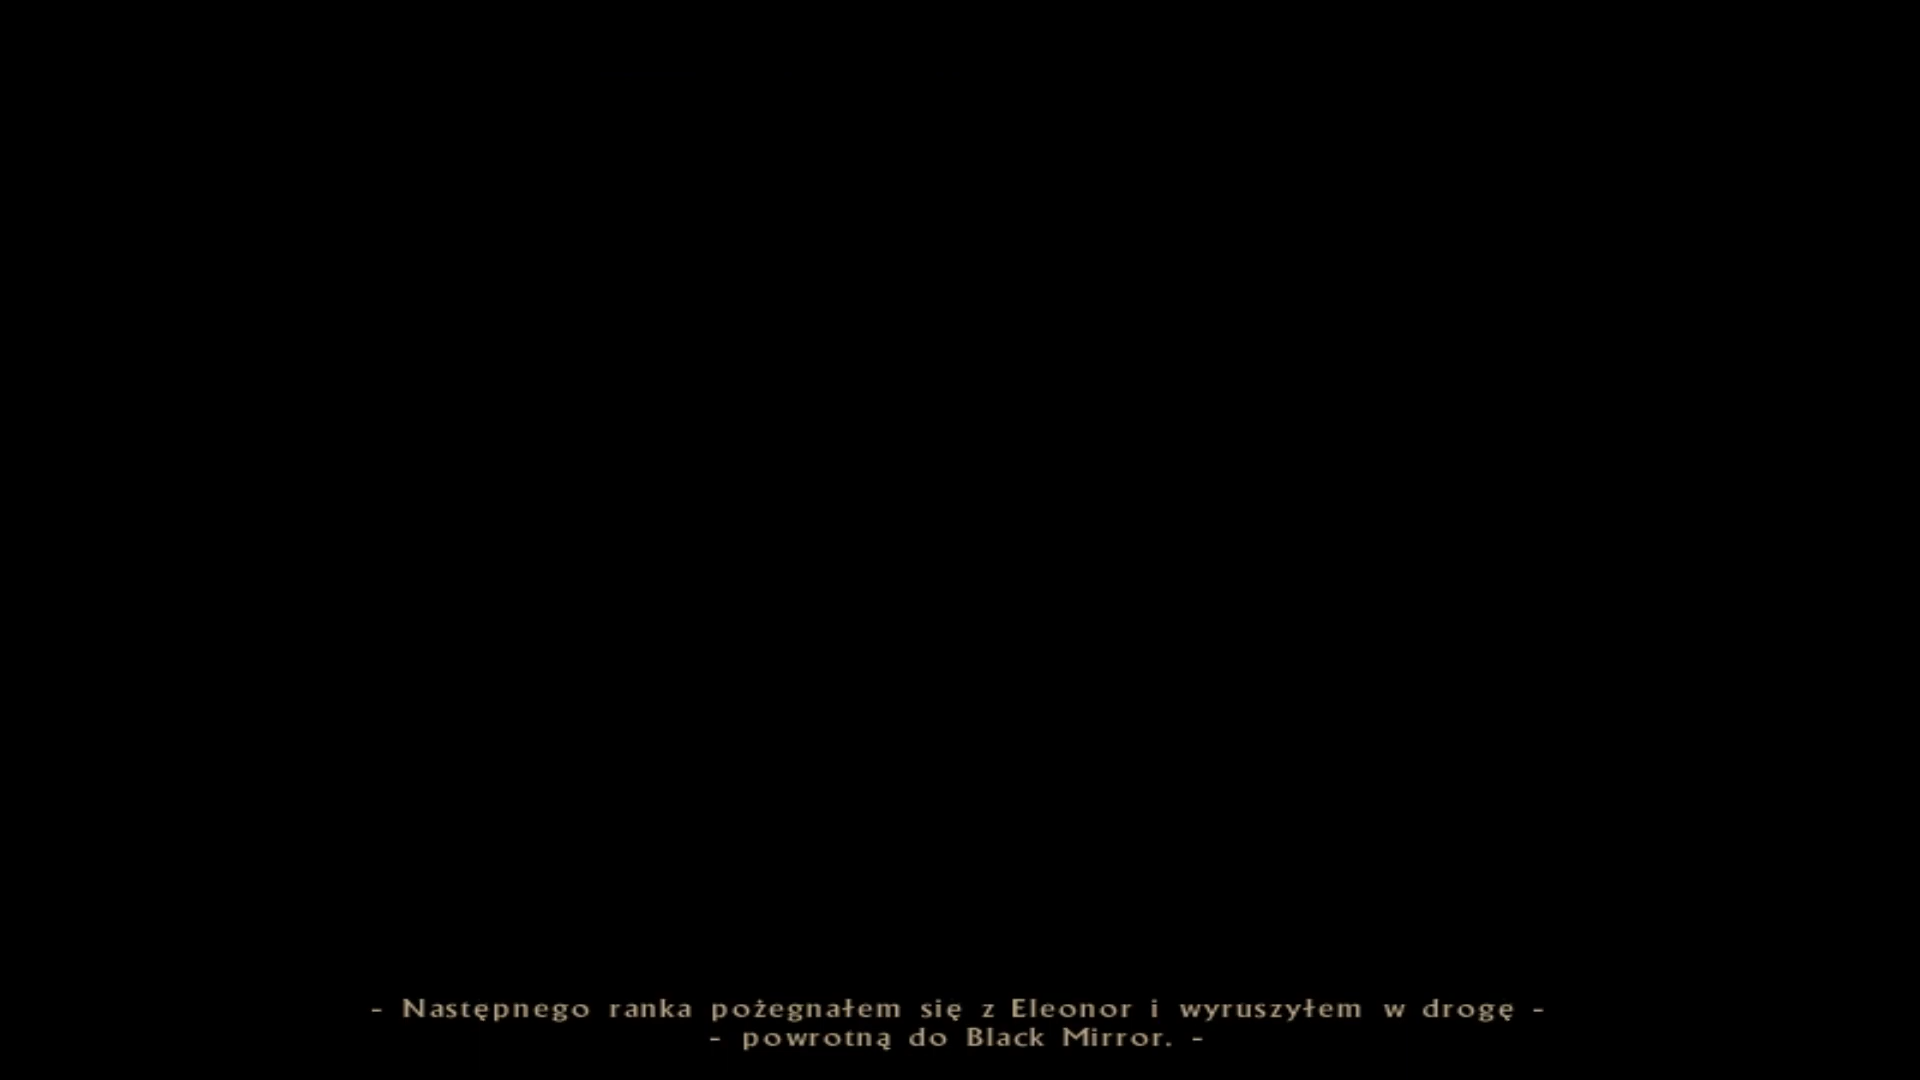 - Następnego ranka pożegnałem się z Eleonor i wyruszyłem w drogę -
- powrotną do Black Mirror. -